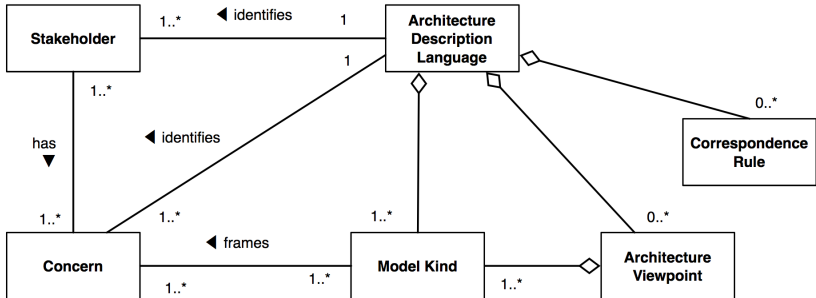 1..*
◀ identifies
1
Architecture
Description
Language
Stakeholder
1
1..*
0..*
has
▼
◀ identifies
Correspondence
Rule
1..*
1..*
1..*
0..*
◀ frames
Concern
Model Kind
Architecture
Viewpoint
1..*
1..*
1..*